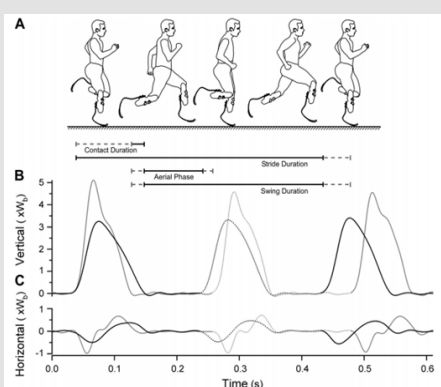 A
Contact Duration
Stride Duration
Aerial Phase
Swing Duration
B
Vertical ( xWb)
5
4
3
2
1
0
C
Horizontal ( xWb)
1
0
-1
0.0 0.1 0.2 0.3 0.4 0.5 0.6
Time (s)